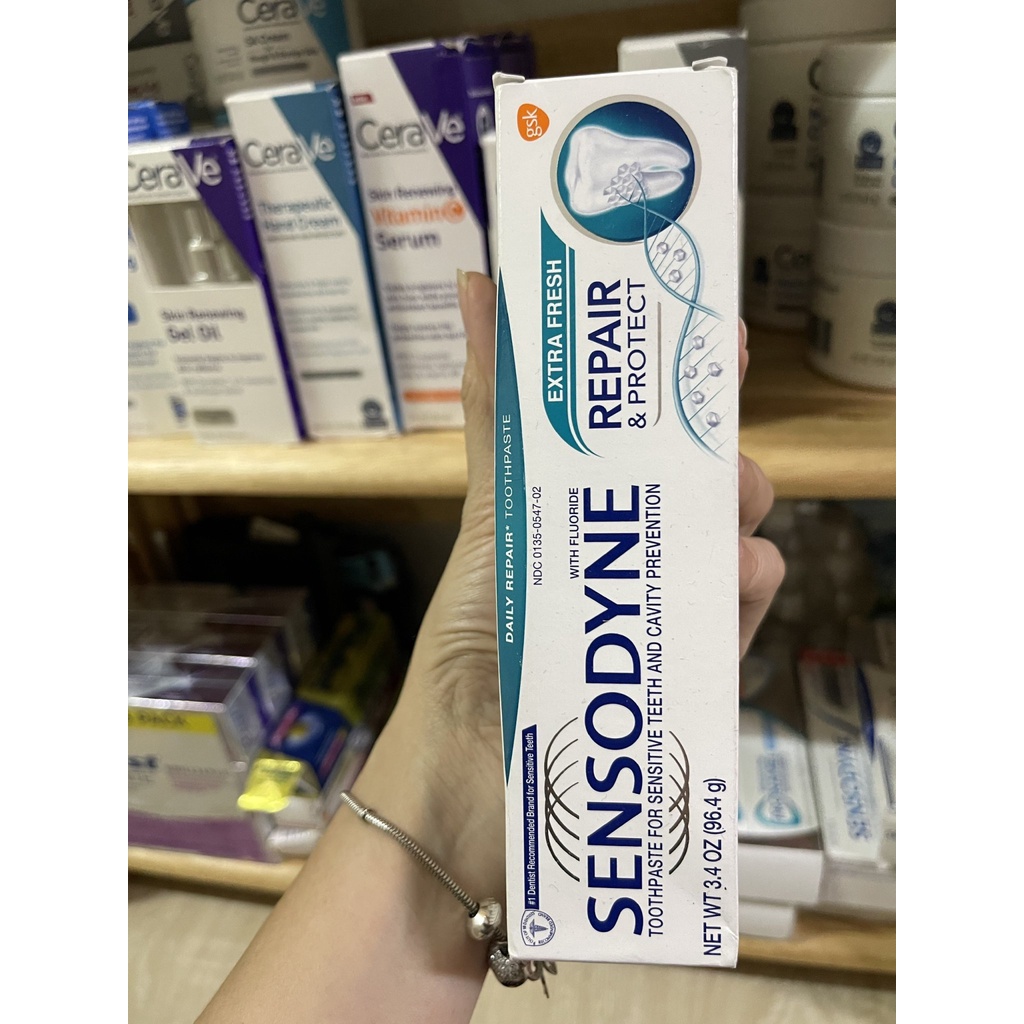 CeraVe
CeraVe
Therapeutic
Hand Cream
CeraVe
Skin Renewing
Vitamin C
Serum
CeraVe
Skin Renewing
Gel Oil
gsk
EXTRA FRESH
REPAIR
& PROTECT
DAILY REPAIR* TOOTHPASTE
NDC 0135-0547-02
WITH FLUORIDE
SENSODYNE
TOOTHPASTE FOR SENSITIVE TEETH AND CAVITY PREVENTION
#1 Dentist Recommended Brand for Sensitive Teeth
NET WT 3.4 OZ (96.4 g)
SENSODYNE